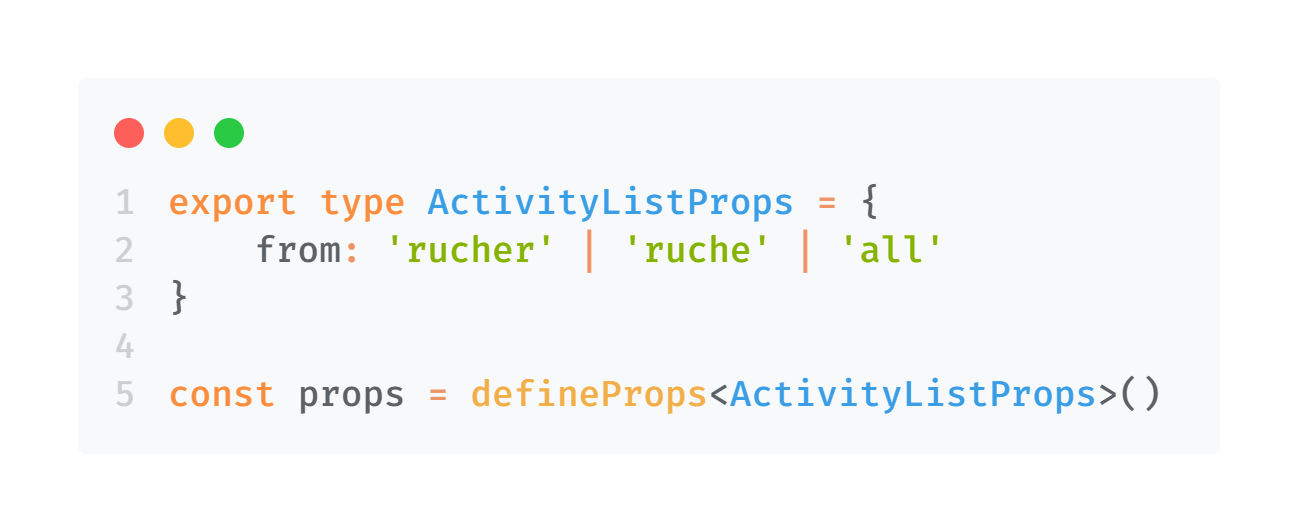 1 export type ActivityListProps = {
2     from: 'rucher' | 'ruche' | 'all'
3 }
4
5 const props = defineProps<ActivityListProps>()